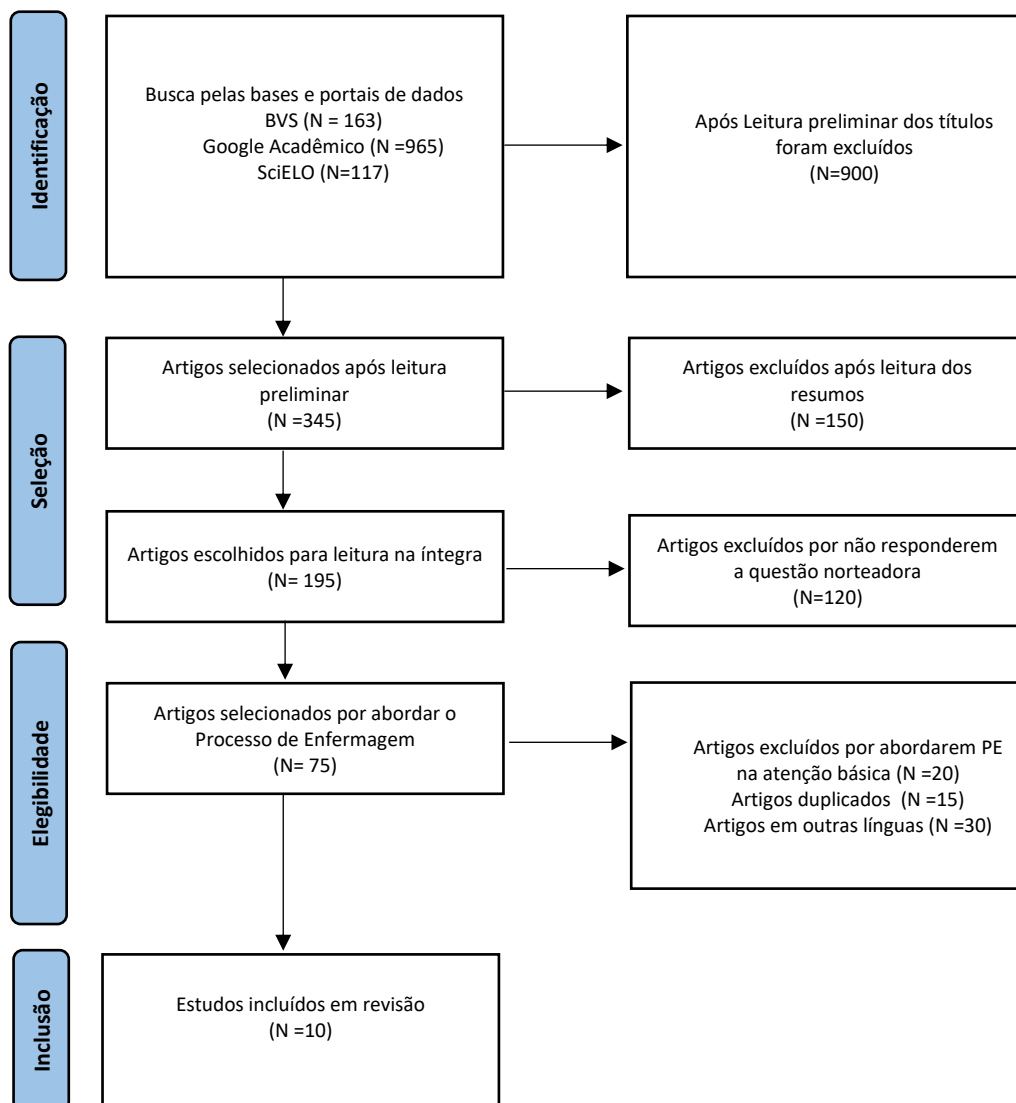 Identificação
Busca pelas bases e portais de dados
BVS (N = 163)
Google Acadêmico (N =965)
SciELO (N=117)
Após Leitura preliminar dos títulos
foram excluídos
(N=900)
Seleção
Artigos selecionados após leitura
preliminar
(N =345)
Artigos excluídos após leitura dos
resumos
(N =150)
Artigos escolhidos para leitura na íntegra
(N= 195)
Artigos excluídos por não responderem
a questão norteadora
(N=120)
Elegibilidade
Artigos selecionados por abordar o
Processo de Enfermagem
(N= 75)
Artigos excluídos por abordarem PE
na atenção básica (N =20)
Artigos duplicados (N =15)
Artigos em outras línguas (N =30)
Inclusão
Estudos incluídos em revisão
(N =10)